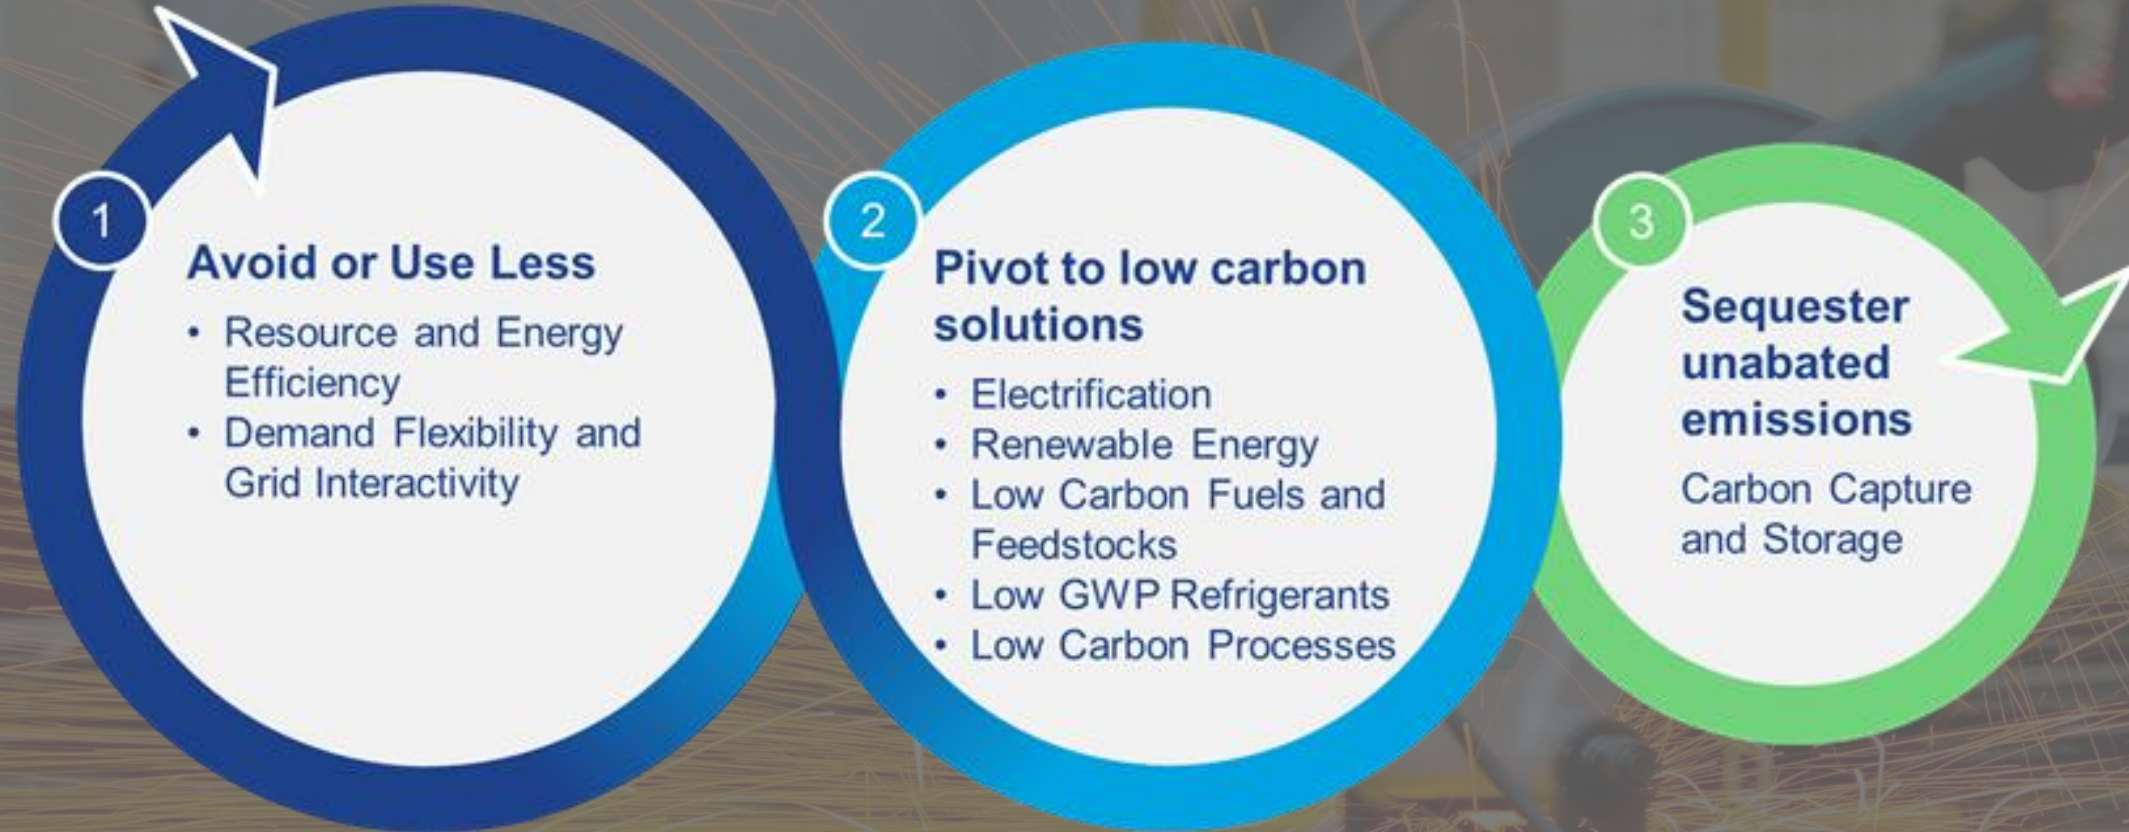 1
Avoid or Use Less
• Resource and Energy
Efficiency
• Demand Flexibility and
Grid Interactivity
2
Pivot to low carbon
solutions
• Electrification
• Renewable Energy
• Low Carbon Fuels and
Feedstocks
• Low GWP Refrigerants
• Low Carbon Processes
3
Sequester
unabated
emissions
Carbon Capture
and Storage